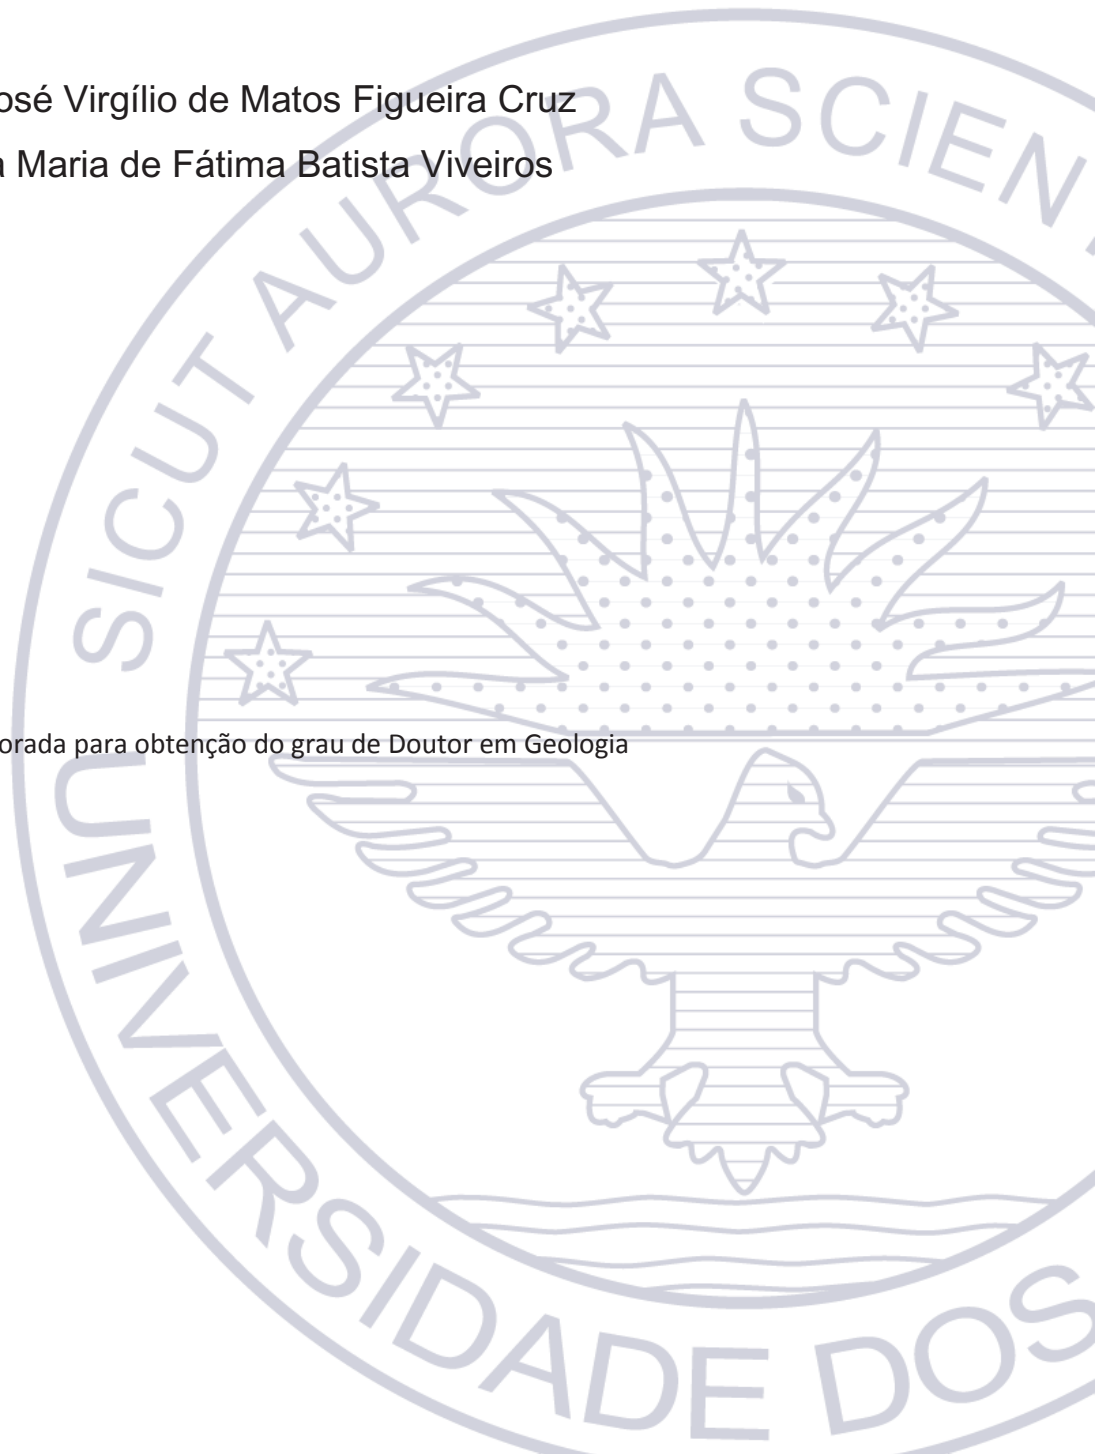 osé Virgílio de Matos Figueira Cruz
a Maria de Fátima Batista Viveiros
SICUT AURORA SCIEN
orada para obtenção do grau de Doutor em Geologia
UNIVERSIDADE DOS